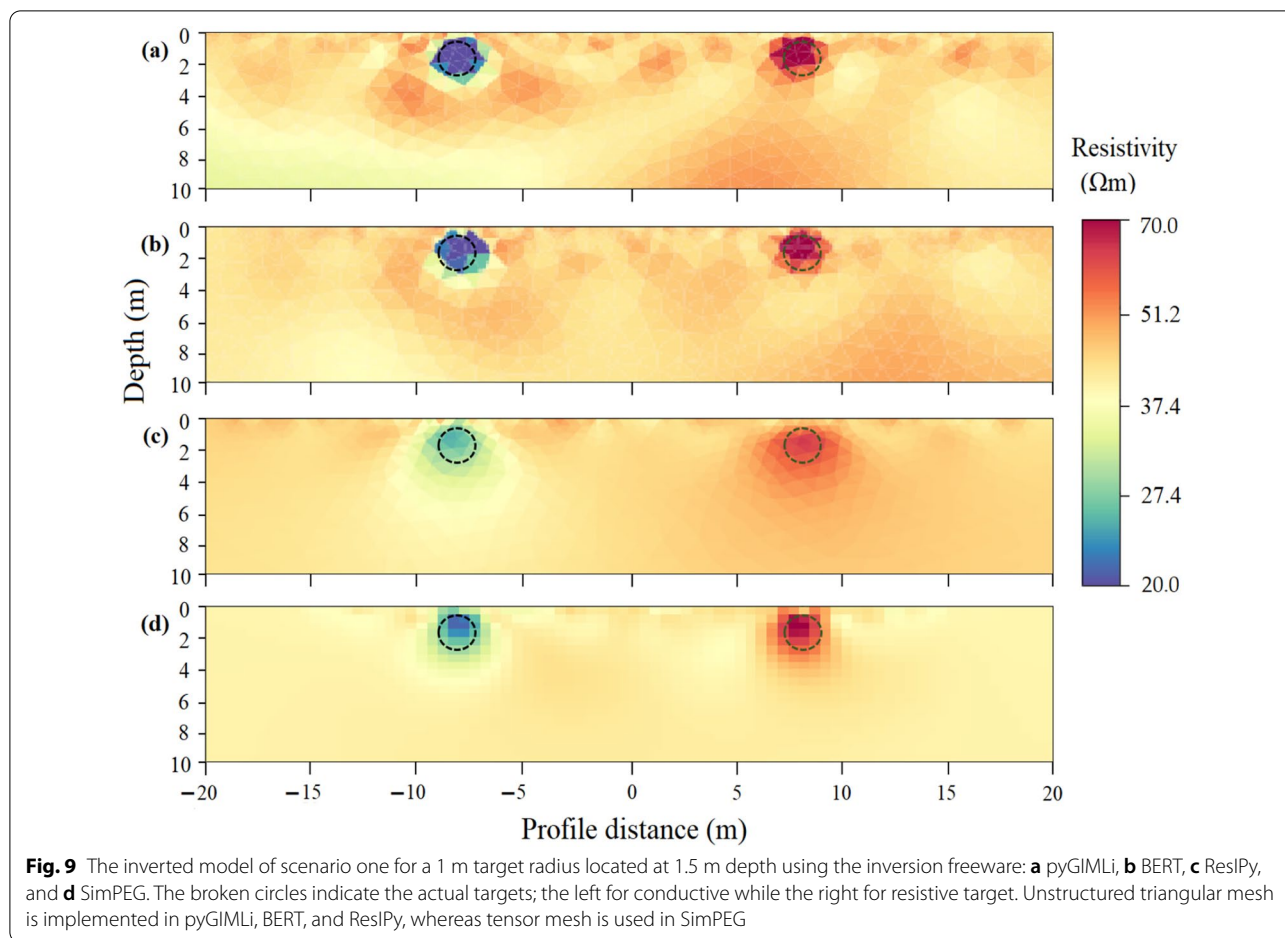 (a)
0
2
4
6
8
10
(b)
0
2
4
6
8
10
(c)
0
2
4
6
8
10
(d)
0
2
4
6
8
10
Depth (m)
−20 −15 −10 −5 0 5 10 15 20
Profile distance (m)
Resistivity
(Ωm)
70.0
51.2
37.4
27.4
20.0
Fig. 9 The inverted model of scenario one for a 1 m target radius located at 1.5 m depth using the inversion freeware: a pyGIMLi, b BERT, c ResIPy,
and d SimPEG. The broken circles indicate the actual targets; the left for conductive while the right for resistive target. Unstructured triangular mesh
is implemented in pyGIMLi, BERT, and ResIPy, whereas tensor mesh is used in SimPEG